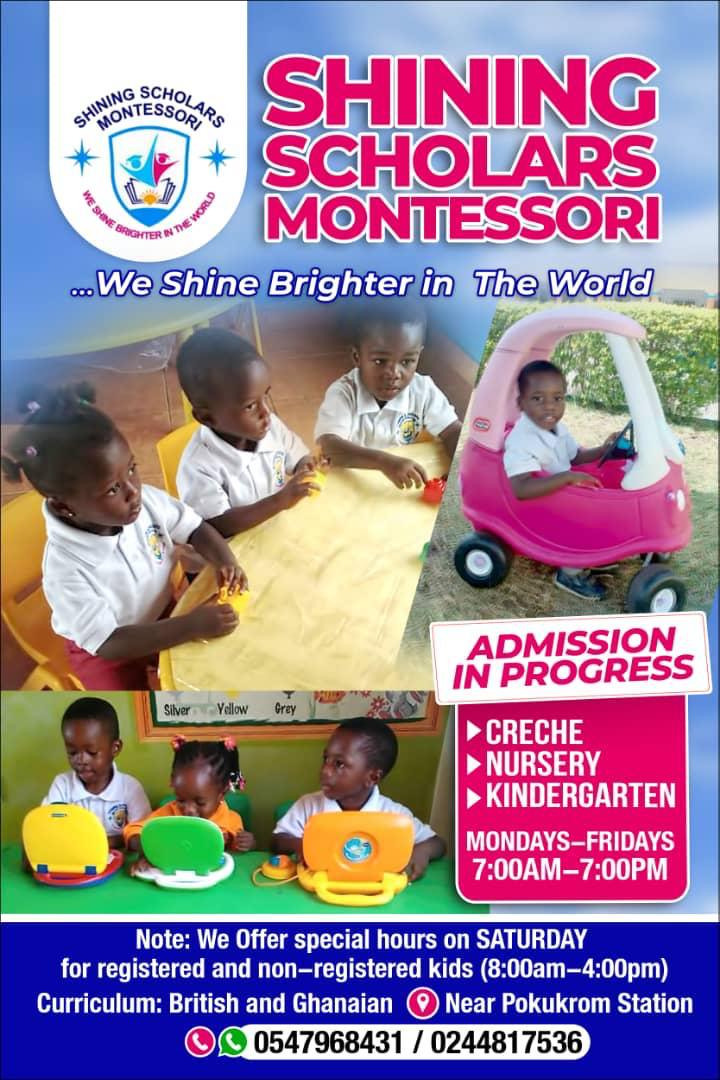 SHINING SCHOLARS
MONTESSORI
WE SHINE BRIGHTER IN THE WORLD
SHINING
SCHOLARS
MONTESSORI
...We Shine Brighter in The World
Silver Yellow Grey
ADMISSION
IN PROGRESS
CRECHE
NURSERY
KINDERGARTEN
MONDAYS–FRIDAYS
7:00AM–7:00PM
Note: We Offer special hours on SATURDAY
for registered and non–registered kids (8:00am–4:00pm)
Curriculum: British and Ghanaian Near Pokukrom Station
0547968431 / 0244817536